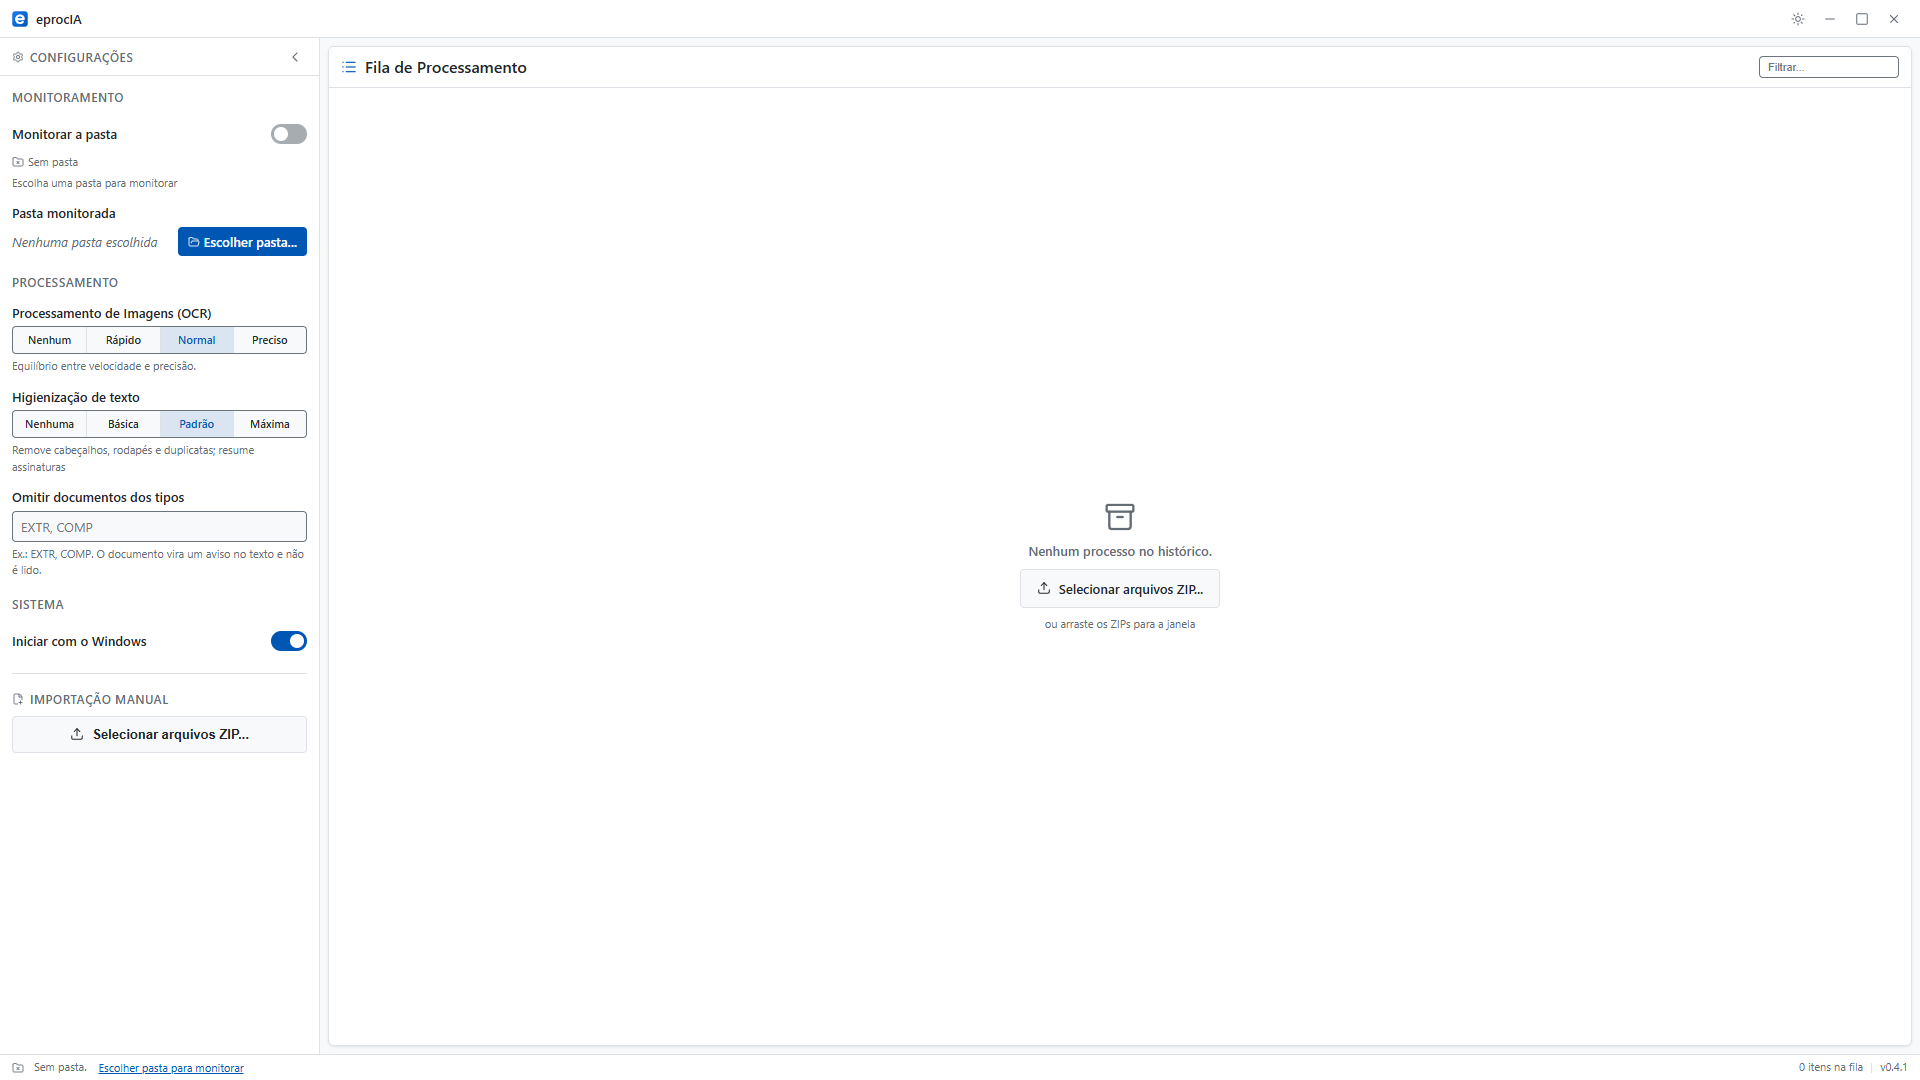 eprocIA
CONFIGURAÇÕES
MONITORAMENTO
Monitorar a pasta
Sem pasta
Escolha uma pasta para monitorar
Pasta monitorada
Nenhuma pasta escolhida
Escolher pasta...
PROCESSAMENTO
Processamento de Imagens (OCR)
Nenhum Rápido Normal Preciso
Equilíbrio entre velocidade e precisão.
Higienização de texto
Nenhuma Básica Padrão Máxima
Remove cabeçalhos, rodapés e duplicatas; resume
assinaturas
Omitir documentos dos tipos
EXTR, COMP
Ex.: EXTR, COMP. O documento vira um aviso no texto e não
é lido.
SISTEMA
Iniciar com o Windows
IMPORTAÇÃO MANUAL
Selecionar arquivos ZIP...
Fila de Processamento
Filtrar...
Nenhum processo no histórico.
Selecionar arquivos ZIP...
ou arraste os ZIPs para a janela
Sem pasta. Escolher pasta para monitorar
0 itens na fila v0.4.1